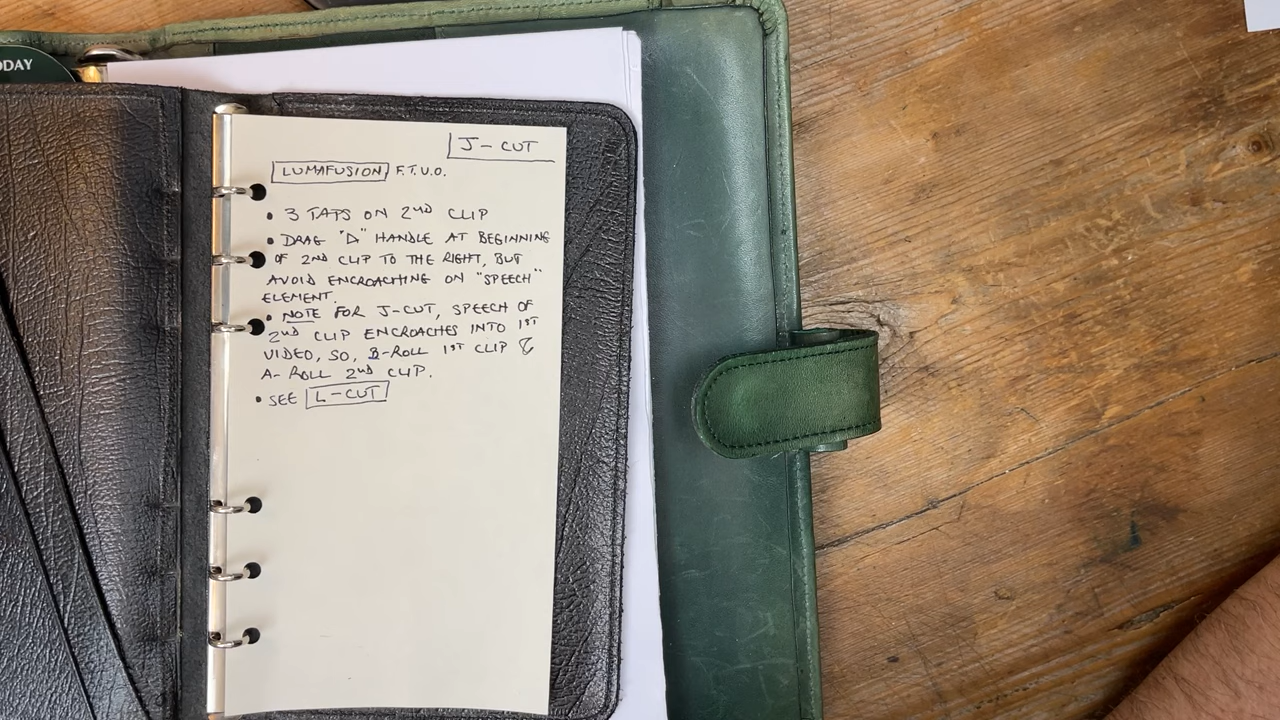 ODAY
J-CUT
LUMAFUSION F.T.V.O.
• 3 TAPS ON 2ND CLIP
• DRAG "D" HANDLE AT BEGINNING
OF 2ND CLIP TO THE RIGHT, BUT
AVOID ENCROACHING ON "SPEECH"
ELEMENT.
• NOTE FOR J-CUT, SPEECH OF
2ND CLIP ENCROACHES INTO 1ST
VIDEO, SO, B-ROLL 1ST CLIP &
A-ROLL 2ND CLIP.
• SEE L-CUT